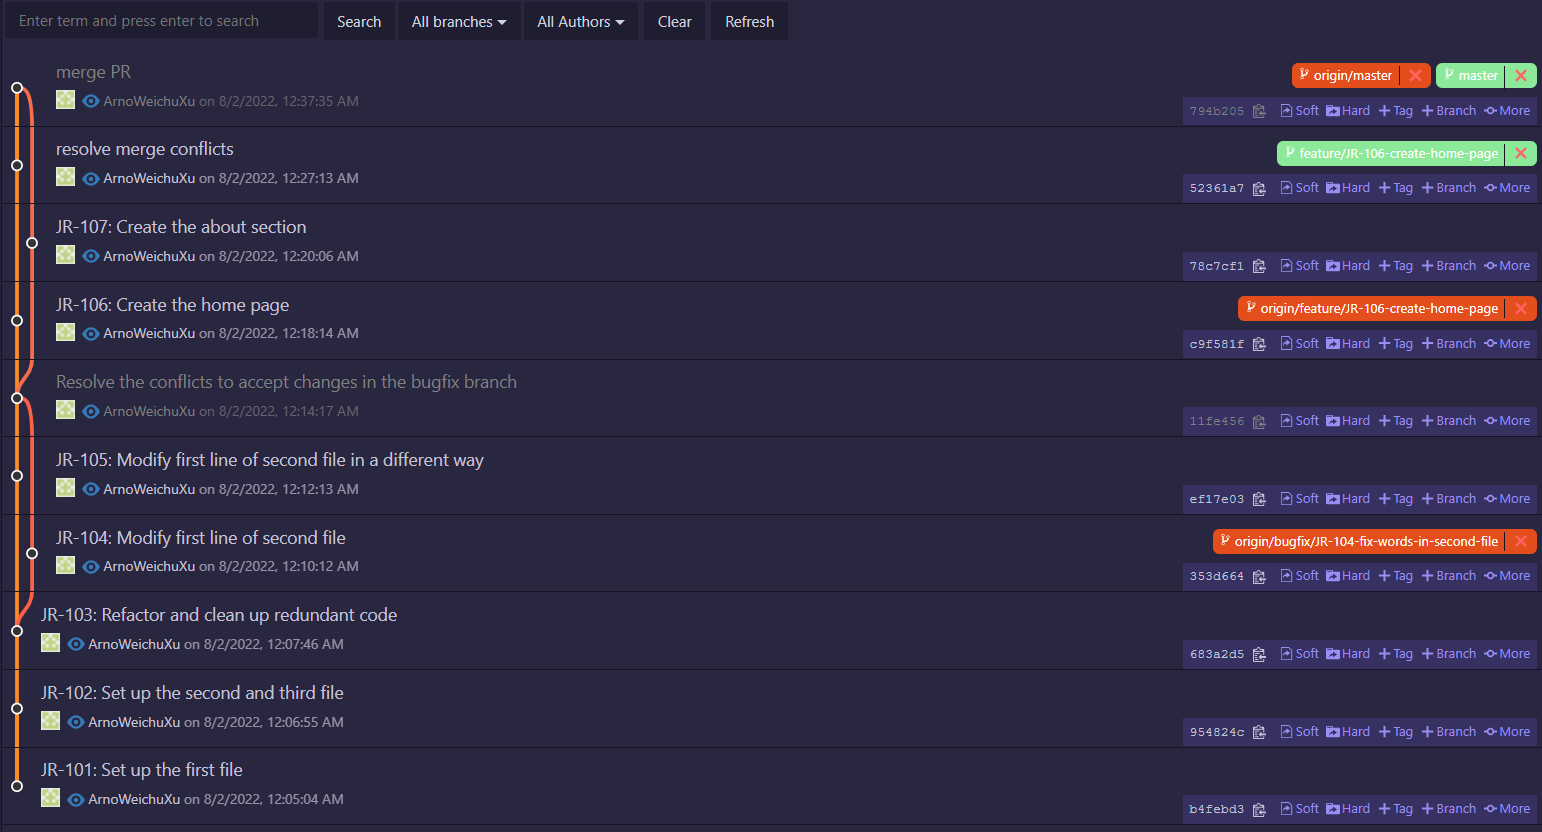 Enter term and press enter to search Search All branches All Authors Clear Refresh
merge PR
origin/master master
ArnoWeichuXu on 8/2/2022, 12:37:35 AM
794b205 Soft Hard Tag Branch More
resolve merge conflicts
feature/JR-106-create-home-page
ArnoWeichuXu on 8/2/2022, 12:27:13 AM
52361a7 Soft Hard Tag Branch More
JR-107: Create the about section
ArnoWeichuXu on 8/2/2022, 12:20:06 AM
78c7cf1 Soft Hard Tag Branch More
JR-106: Create the home page
origin/feature/JR-106-create-home-page
ArnoWeichuXu on 8/2/2022, 12:18:14 AM
c9f581f Soft Hard Tag Branch More
Resolve the conflicts to accept changes in the bugfix branch
ArnoWeichuXu on 8/2/2022, 12:14:17 AM
11fe456 Soft Hard Tag Branch More
JR-105: Modify first line of second file in a different way
ArnoWeichuXu on 8/2/2022, 12:12:13 AM
ef17e03 Soft Hard Tag Branch More
JR-104: Modify first line of second file
origin/bugfix/JR-104-fix-words-in-second-file
ArnoWeichuXu on 8/2/2022, 12:10:12 AM
353d664 Soft Hard Tag Branch More
JR-103: Refactor and clean up redundant code
ArnoWeichuXu on 8/2/2022, 12:07:46 AM
683a2d5 Soft Hard Tag Branch More
JR-102: Set up the second and third file
ArnoWeichuXu on 8/2/2022, 12:06:55 AM
954824c Soft Hard Tag Branch More
JR-101: Set up the first file
ArnoWeichuXu on 8/2/2022, 12:05:04 AM
b4febd3 Soft Hard Tag Branch More